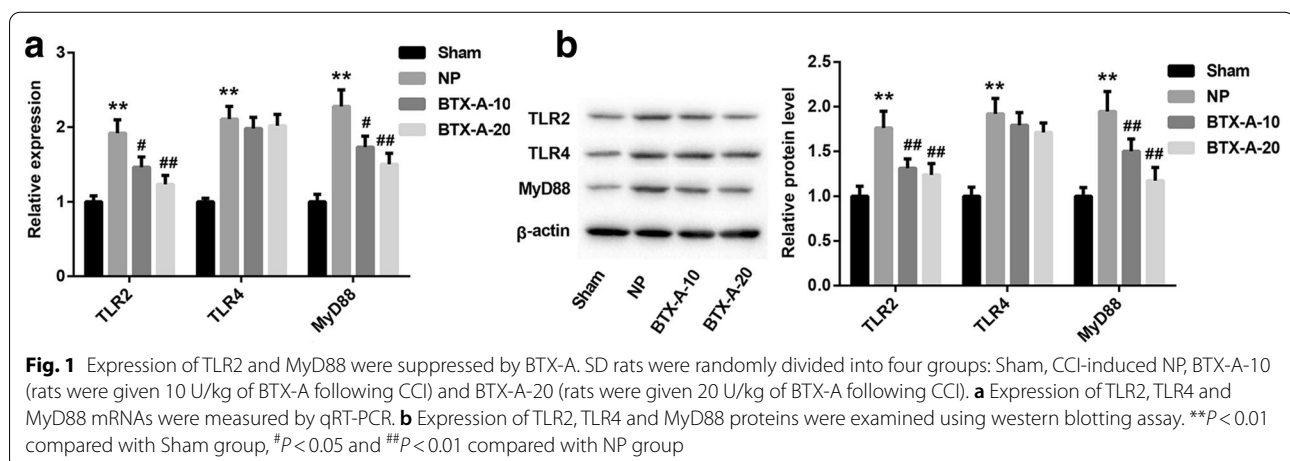 a
3
2
1
0
Relative expression
Sham
NP
BTX-A-10
BTX-A-20
**
#
##
**
**
#
##
TLR2
TLR4
MyD88
b
TLR2
TLR4
MyD88
β-actin
Sham
NP
BTX-A-10
BTX-A-20
2.5
2.0
1.5
1.0
0.5
0.0
Relative protein level
Sham
NP
BTX-A-10
BTX-A-20
**
##
##
**
**
##
##
TLR2
TLR4
MyD88
Fig. 1 Expression of TLR2 and MyD88 were suppressed by BTX-A. SD rats were randomly divided into four groups: Sham, CCI-induced NP, BTX-A-10
(rats were given 10 U/kg of BTX-A following CCI) and BTX-A-20 (rats were given 20 U/kg of BTX-A following CCI). a Expression of TLR2, TLR4 and
MyD88 mRNAs were measured by qRT-PCR. b Expression of TLR2, TLR4 and MyD88 proteins were examined using western blotting assay. **P < 0.01
compared with Sham group, #P < 0.05 and ##P < 0.01 compared with NP group